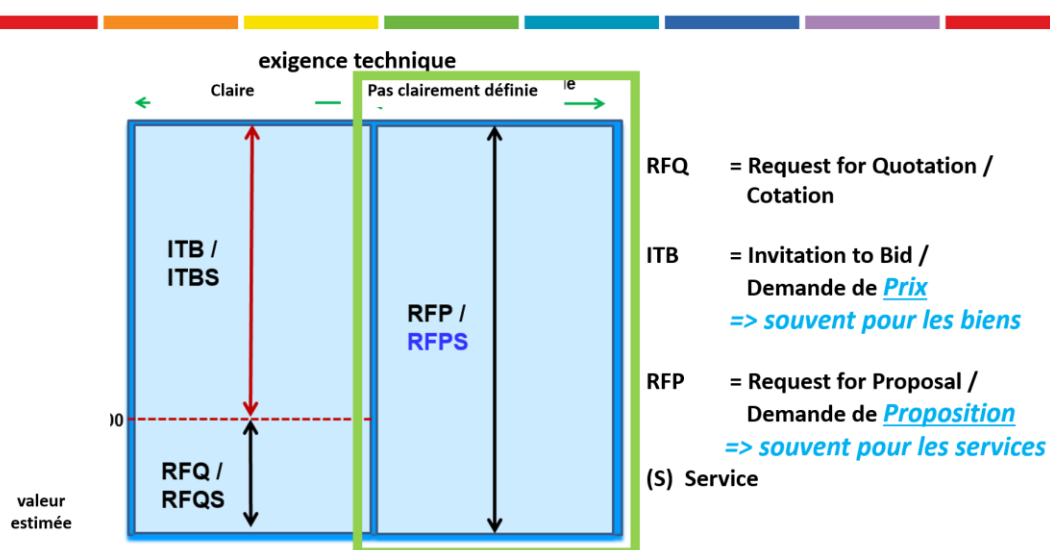 exigence technique
Claire
Pas clairement définie
ITB /
ITBS
RFP /
RFPS
RFQ /
RFQS
valeur
estimée
RFQ = Request for Quotation /
Cotation
ITB = Invitation to Bid /
Demande de Prix
=> souvent pour les biens
RFP = Request for Proposal /
Demande de Proposition
=> souvent pour les services
(S) Service